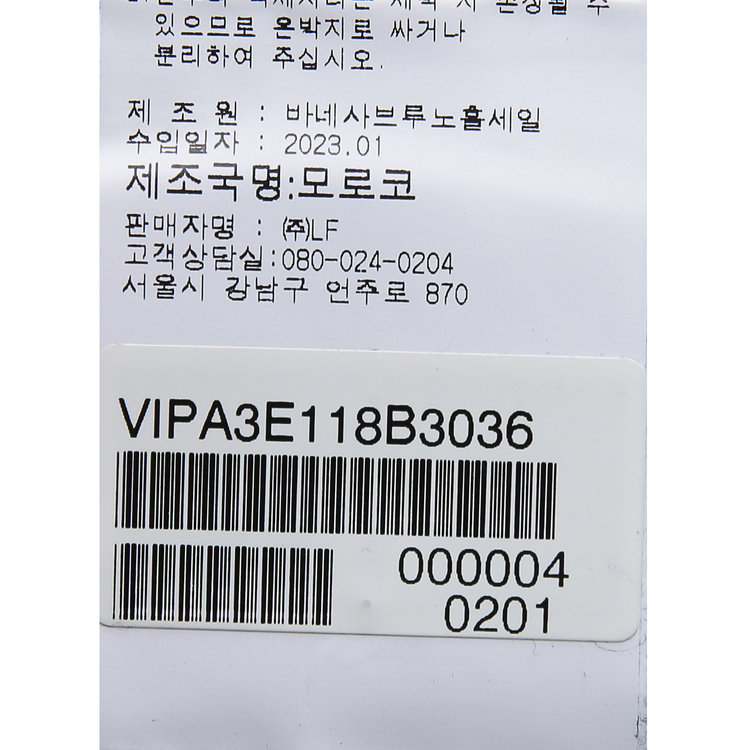 있으므로 은박지로 싸거나
분리하여 주십시오.
제 조 원 : 바네사브루노홀세일
수입일자 : 2023.01
제조국명:모로코
판매자명 : ㈜LF
고객상담실:080-024-0204
서울시 강남구 언주로 870
VIPA3E118B3036
000004
0201